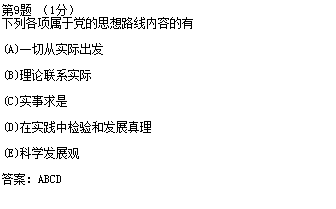 第9题 （1分）
下列各项属于党的思想路线内容的有
(A)一切从实际出发
(B)理论联系实际
(C)实事求是
(D)在实践中检验和发展真理
(E)科学发展观
答案：ABCD